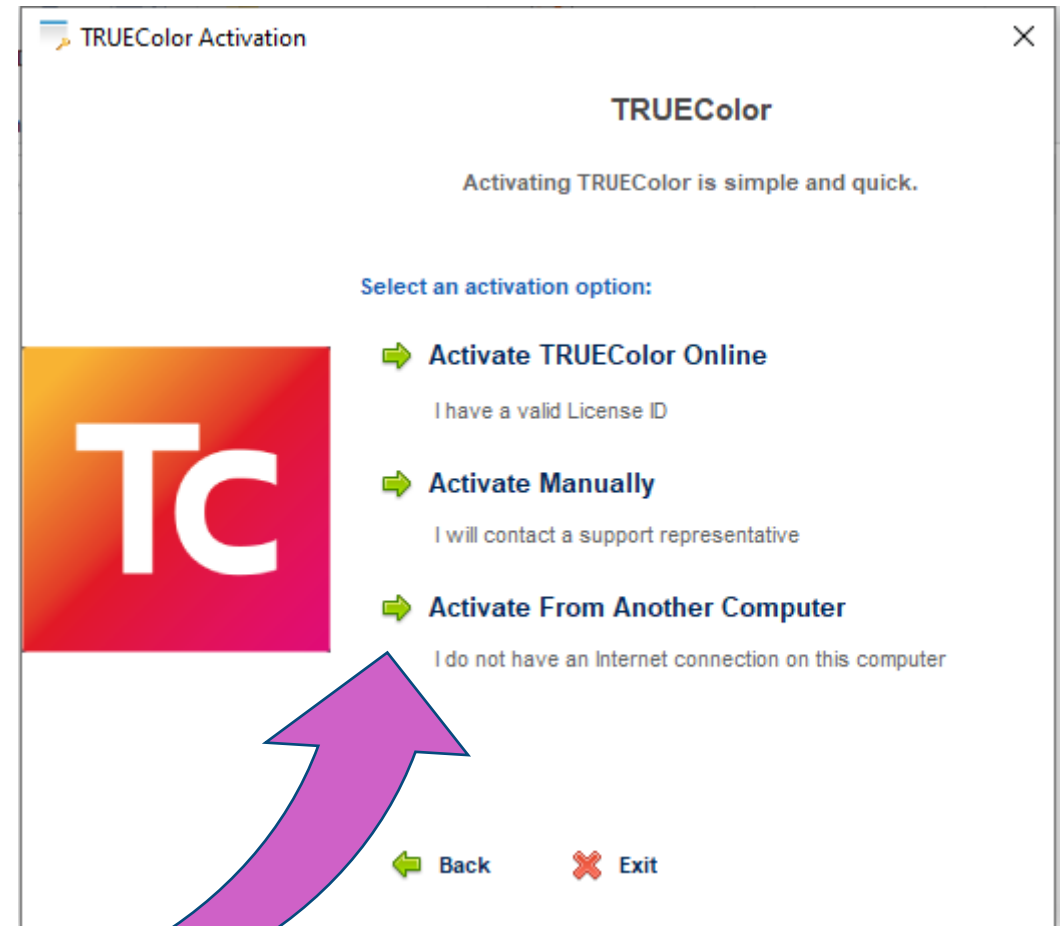 TRUEColor Activation
TRUEColor
Activating TRUEColor is simple and quick.
Select an activation option:
Activate TRUEColor Online
I have a valid License ID
Tc
Activate Manually
I will contact a support representative
Activate From Another Computer
I do not have an Internet connection on this computer
Back
Exit